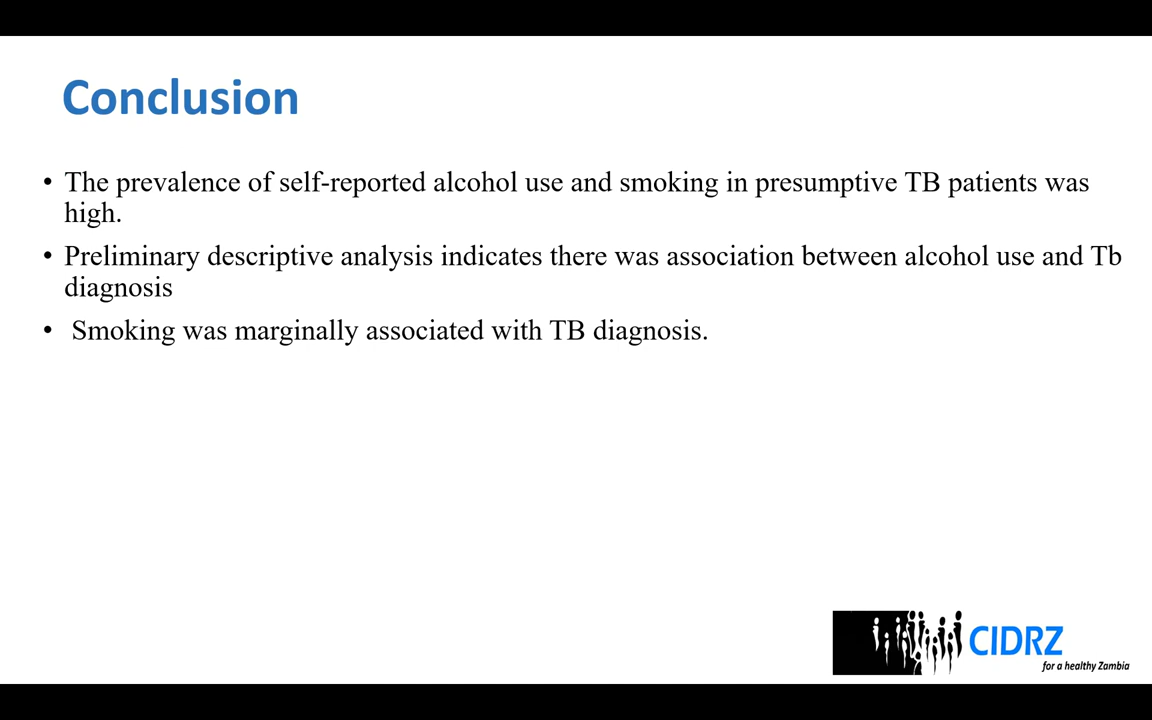 Conclusion
• The prevalence of self-reported alcohol use and smoking in presumptive TB patients was
high.
• Preliminary descriptive analysis indicates there was association between alcohol use and Tb
diagnosis
• Smoking was marginally associated with TB diagnosis.
CIDRZ
for a healthy Zambia